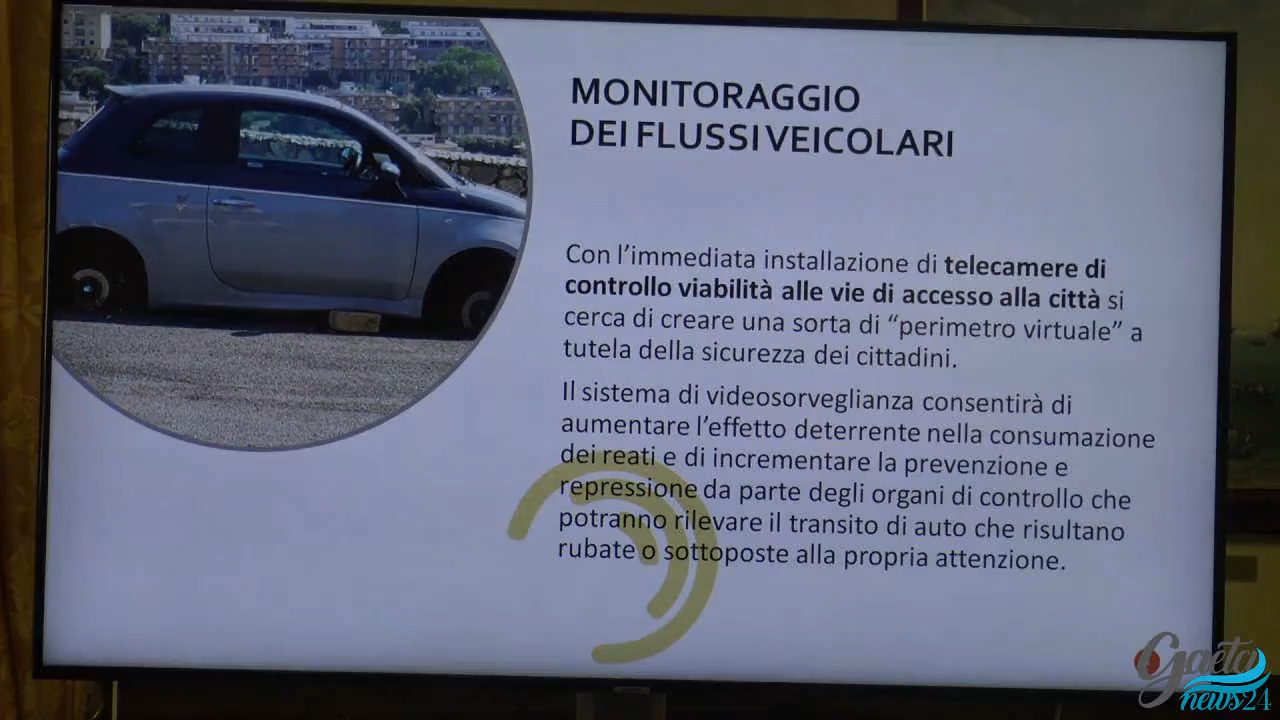 MONITORAGGIO
DEI FLUSSI VEICOLARI
Con l’immediata installazione di telecamere di
controllo viabilità alle vie di accesso alla città si
cerca di creare una sorta di “perimetro virtuale” a
tutela della sicurezza dei cittadini.
Il sistema di videosorveglianza consentirà di
aumentare l’effetto deterrente nella consumazione
dei reati e di incrementare la prevenzione e
repressione da parte degli organi di controllo che
potranno rilevare il transito di auto che risultano
rubate o sottoposte alla propria attenzione.
Gaeta
news24